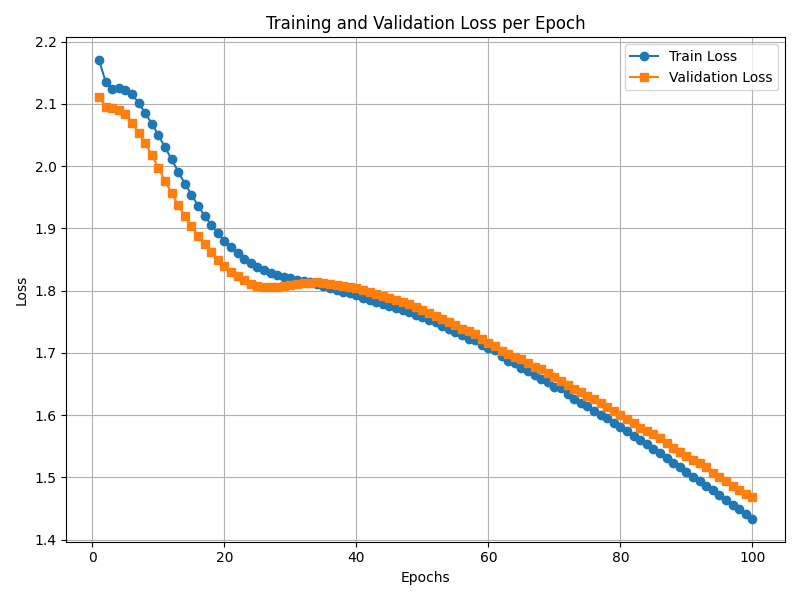 Training and Validation Loss per Epoch
Train Loss
Validation Loss
Loss
2.2
2.1
2.0
1.9
1.8
1.7
1.6
1.5
1.4
0 20 40 60 80 100
Epochs